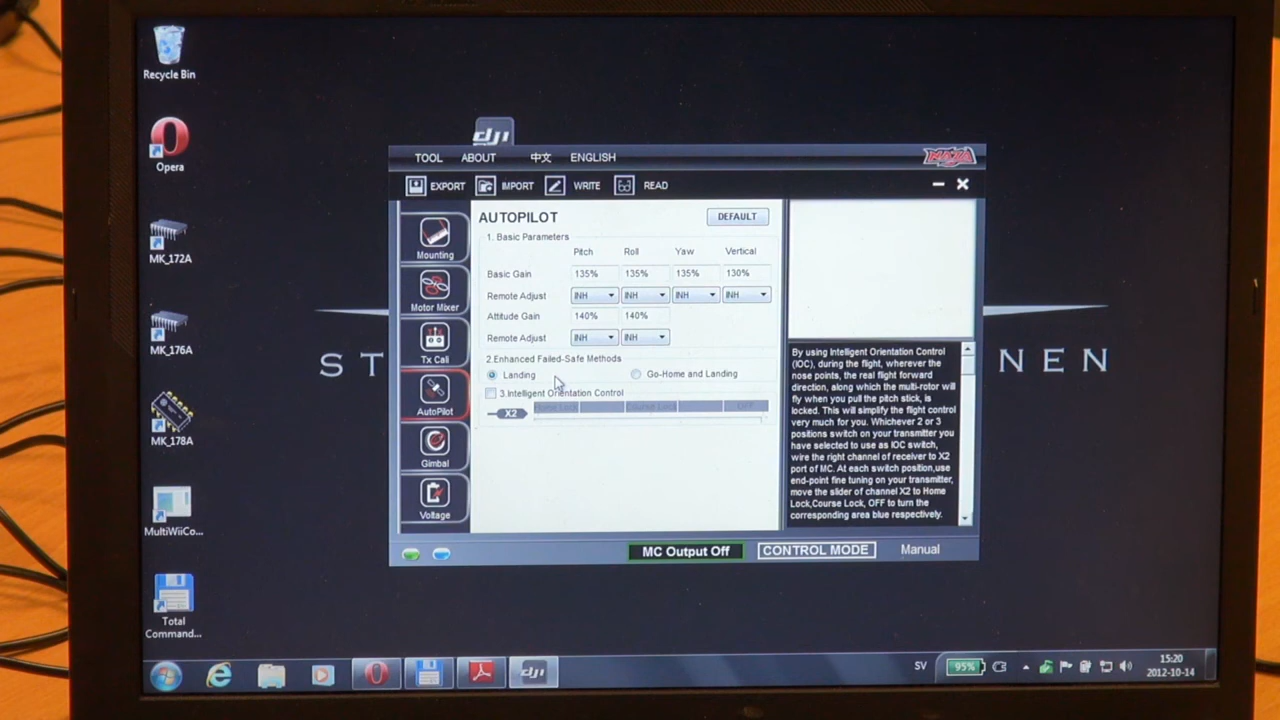 Recycle Bin
Opera
MK_172A
MK_176A
MK_178A
MultiWiiCo...
Total
Command...
ST
NEN
dji
TOOL ABOUT 中文 ENGLISH
NAZA
EXPORT IMPORT WRITE READ
Mounting
Motor Mixer
Tx Call
AutoPilot
Gimbal
Voltage
AUTOPILOT
DEFAULT
1. Basic Parameters
Pitch Roll Yaw Vertical
Basic Gain 135% 135% 135% 130%
Remote Adjust INH INH INH INH
Attitude Gain 140% 140%
Remote Adjust INH INH
2.Enhanced Failed-Safe Methods
Landing Go-Home and Landing
3.Intelligent Orientation Control
X2 Home Lock Course Lock OFF
By using Intelligent Orientation Control
(IOC), during the flight, wherever the
nose points, the real flight forward
direction, along which the multi-rotor will
fly when you pull the pitch stick, is
locked. This will simplify the flight control
very much for you. Whichever 2 or 3
positions switch on your transmitter you
have selected to use as IOC switch,
wire the right channel of receiver to X2
port of MC. At each switch position,use
end-point fine tuning on your transmitter,
move the slider of channel X2 to Home
Lock,Course Lock, OFF to turn the
corresponding area blue respectively.
MC Output Off CONTROL MODE Manual
dji
SV 95%
15:20
2012-10-14